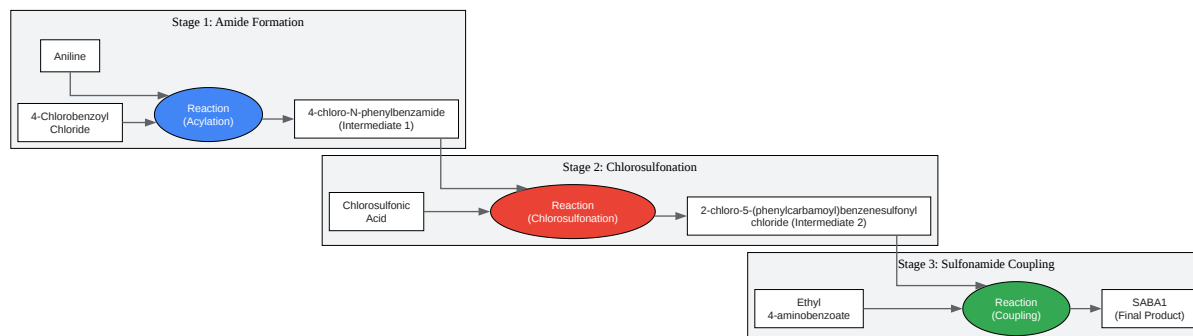 Stage 1: Amide Formation
Aniline
4-Chlorobenzoyl
Chloride
Reaction
(Acylation)
4-chloro-N-phenylbenzamide
(Intermediate 1)
Stage 2: Chlorosulfonation
Chlorosulfonic
Acid
Reaction
(Chlorosulfonation)
2-chloro-5-(phenylcarbamoyl)benzenesulfonyl
chloride (Intermediate 2)
Stage 3: Sulfonamide Coupling
Ethyl
4-aminobenzoate
Reaction
(Coupling)
SABA1
(Final Product)